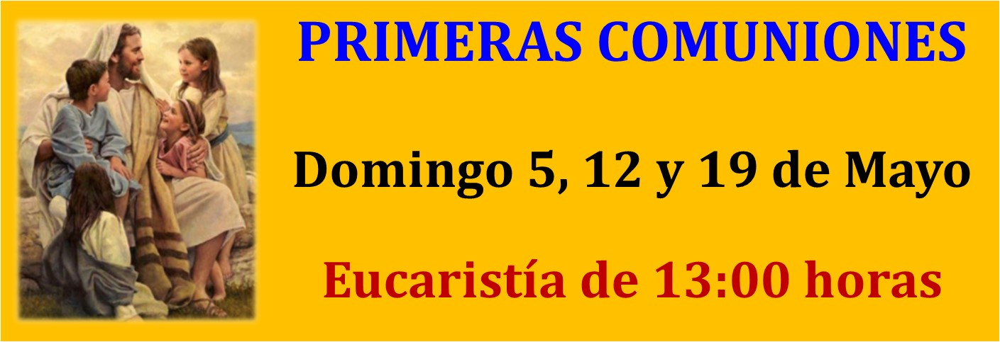 PRIMERAS COMUNIONES
Domingo 5, 12 y 19 de Mayo
Eucaristía de 13:00 horas